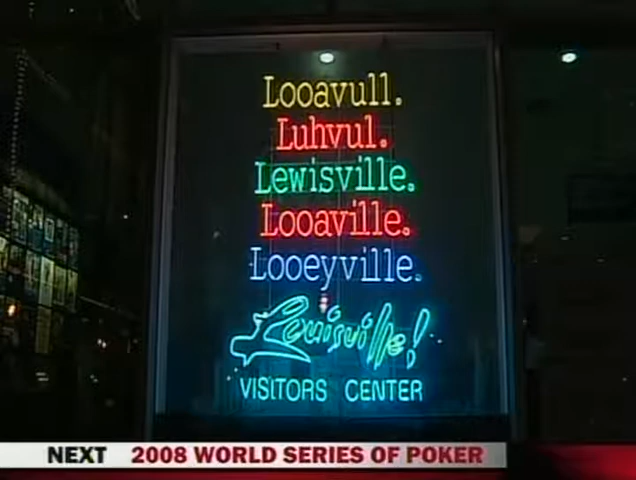 Looavull.
Luhvul.
Lewisville.
Looaville.
Looeyville.
Louisville!
VISITORS CENTER
NEXT 2008 WORLD SERIES OF POKER